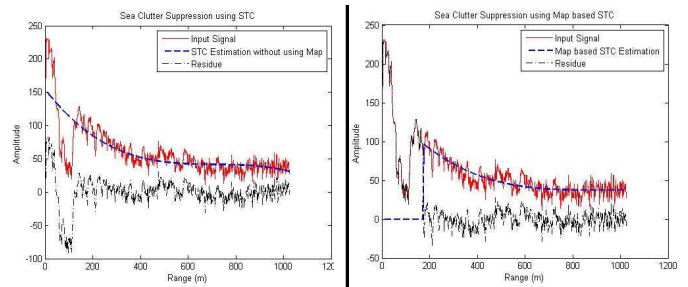 Sea Clutter Suppression using STC
250
200
150
100
50
0
-50
-100
0
200
400
600
800
1000
1200
Amplitude
Range (m)
Input Signal
STC Estimation without using Map
Residue
Sea Clutter Suppression using Map based STC
250
200
150
100
50
0
-50
0
200
400
600
800
1000
1200
Amplitude
Range (m)
Input Signal
Map based STC Estimation
Residue